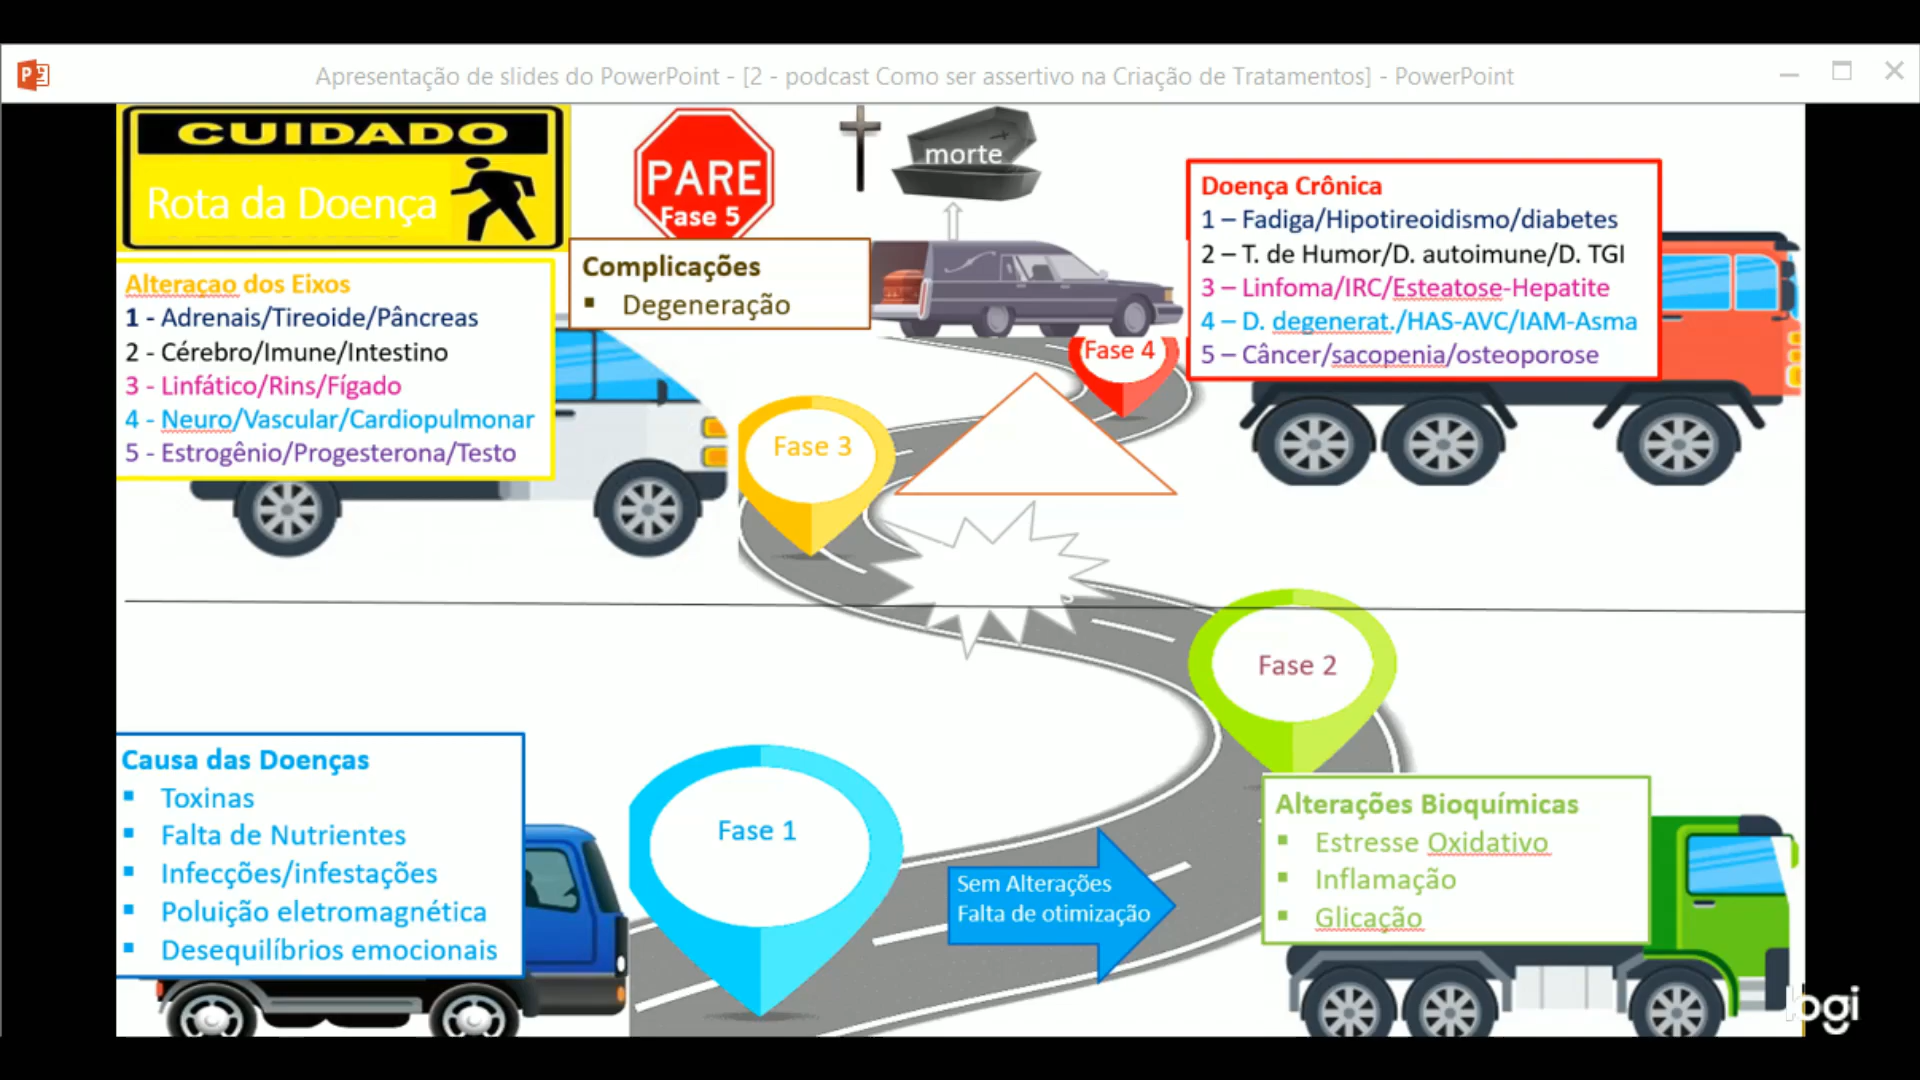 Apresentação de slides do PowerPoint - [2 - podcast Como ser assertivo na Criação de Tratamentos] - PowerPoint
CUIDADO
Rota da Doença
PARE
Fase 5
morte
Complicações
▪ Degeneração
Alteraçao dos Eixos
1 - Adrenais/Tireoide/Pâncreas
2 - Cérebro/Imune/Intestino
3 - Linfático/Rins/Fígado
4 - Neuro/Vascular/Cardiopulmonar
5 - Estrogênio/Progesterona/Testo
Doença Crônica
1 – Fadiga/Hipotireoidismo/diabetes
2 – T. de Humor/D. autoimune/D. TGI
3 – Linfoma/IRC/Esteatose-Hepatite
4 – D. degenerat./HAS-AVC/IAM-Asma
5 – Câncer/sacopenia/osteoporose
Fase 4
Fase 3
Fase 2
Causa das Doenças
▪ Toxinas
▪ Falta de Nutrientes
▪ Infecções/infestações
▪ Poluição eletromagnética
▪ Desequilíbrios emocionais
Fase 1
Sem Alterações
Falta de otimização
Alterações Bioquímicas
▪ Estresse Oxidativo
▪ Inflamação
▪ Glicação
logi